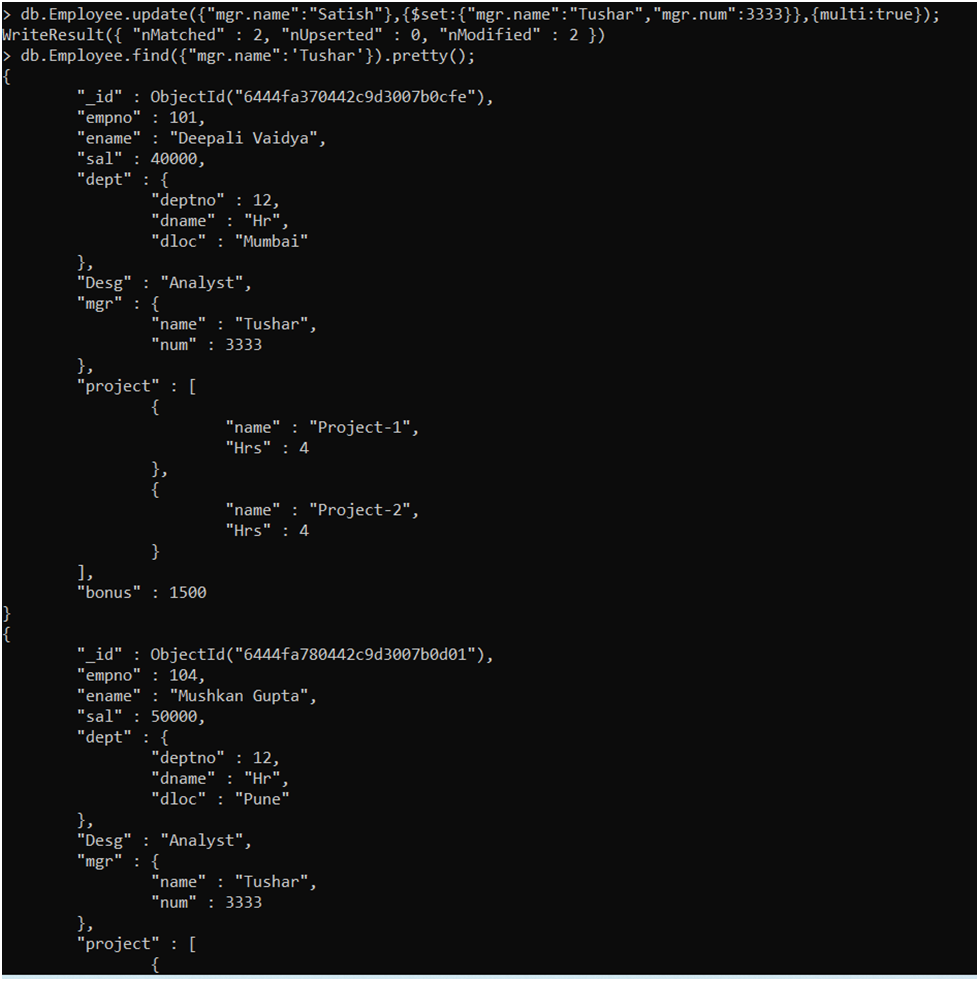 > db.Employee.update({"mgr.name":"Satish"},{$set:{"mgr.name":"Tushar","mgr.num":3333}},{multi:true});
WriteResult({ "nMatched" : 2, "nUpserted" : 0, "nModified" : 2 })
> db.Employee.find({"mgr.name":'Tushar'}).pretty();
{
        "_id" : ObjectId("6444fa370442c9d3007b0cfe"),
        "empno" : 101,
        "ename" : "Deepali Vaidya",
        "sal" : 40000,
        "dept" : {
                "deptno" : 12,
                "dname" : "Hr",
                "dloc" : "Mumbai"
        },
        "Desg" : "Analyst",
        "mgr" : {
                "name" : "Tushar",
                "num" : 3333
        },
        "project" : [
                {
                        "name" : "Project-1",
                        "Hrs" : 4
                },
                {
                        "name" : "Project-2",
                        "Hrs" : 4
                }
        ],
        "bonus" : 1500
}
{
        "_id" : ObjectId("6444fa780442c9d3007b0d01"),
        "empno" : 104,
        "ename" : "Mushkan Gupta",
        "sal" : 50000,
        "dept" : {
                "deptno" : 12,
                "dname" : "Hr",
                "dloc" : "Pune"
        },
        "Desg" : "Analyst",
        "mgr" : {
                "name" : "Tushar",
                "num" : 3333
        },
        "project" : [
                {